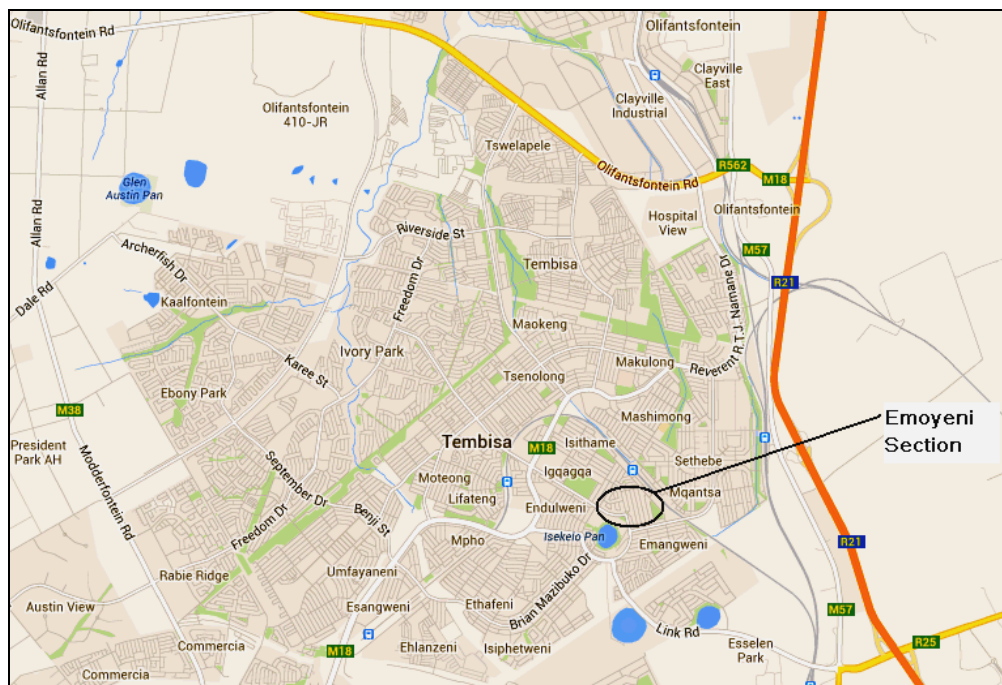 Olifantsfontein Rd
Allan Rd
Olifantsfontein
410-JR
Olifantsfontein
Clayville
East
Clayville
Industrial
Tswelapele
Olifantsfontein Rd
R562
M18
Glen
Austin Pan
Allan Rd
Hospital
View
Olifantsfontein
Riverside St
Archerfish Dr
Freedom Dr
Tembisa
M57
R21
Dale Rd
Kaalfontein
Reverent R.T.J. Namane Dr
Maokeng
Ivory Park
Makulong
Karee St
Tsenolong
Ebony Park
M38
Mashimong
Emoyeni
Section
President
Park AH
Tembisa
M18
Isithame
Modderfontein Rd
September Dr
Moteong
Igqagqa
Sethebe
Lifateng
Mqantsa
Freedom Dr
Benji St
Endulweni
Isekelo Pan
Mpho
Emangweni
R21
Rabie Ridge
Umfayaneni
Brian Mazibuko Dr
Austin View
Esangweni
Ethafeni
M57
Link Rd
Commercia
M18
Ehlanzeni
Isiphetweni
Esselen
Park
R25
Commercia